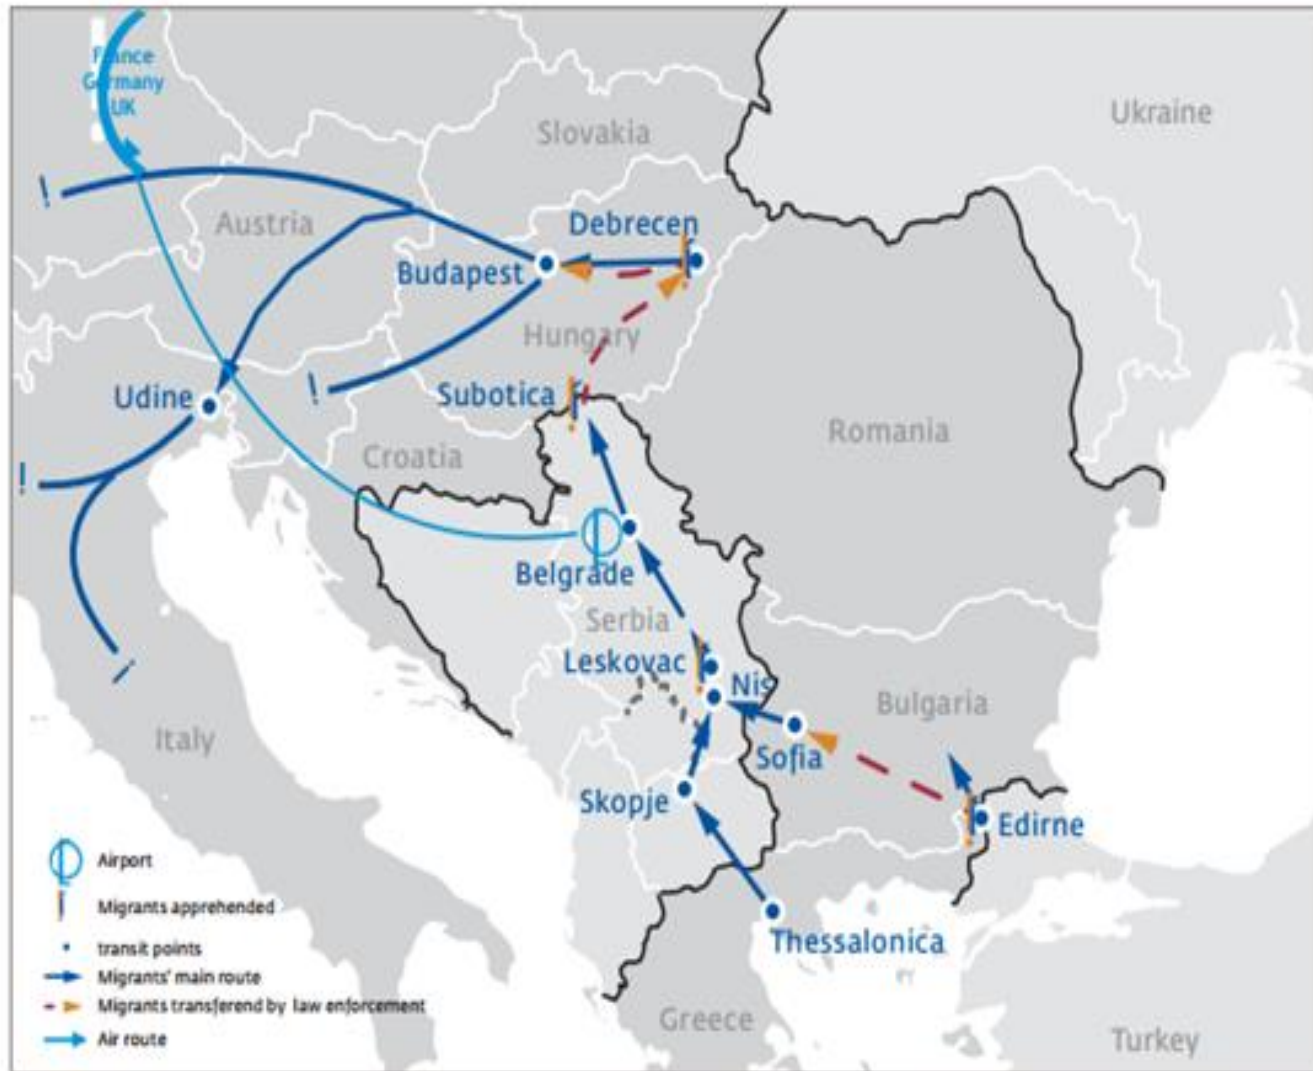 France
Germany
UK
Ukraine
Slovakia
Austria
Debrecen
Budapest
Hungary
Udine
Subotica
Croatia
Romania
Belgrade
Serbia
Leskovac
Nis
Bulgaria
Italy
Sofia
Skopje
Edirne
Thessalonica
Greece
Turkey
Airport
Migrants apprehended
transit points
Migrants' main route
Migrants transferend by law enforcement
Air route